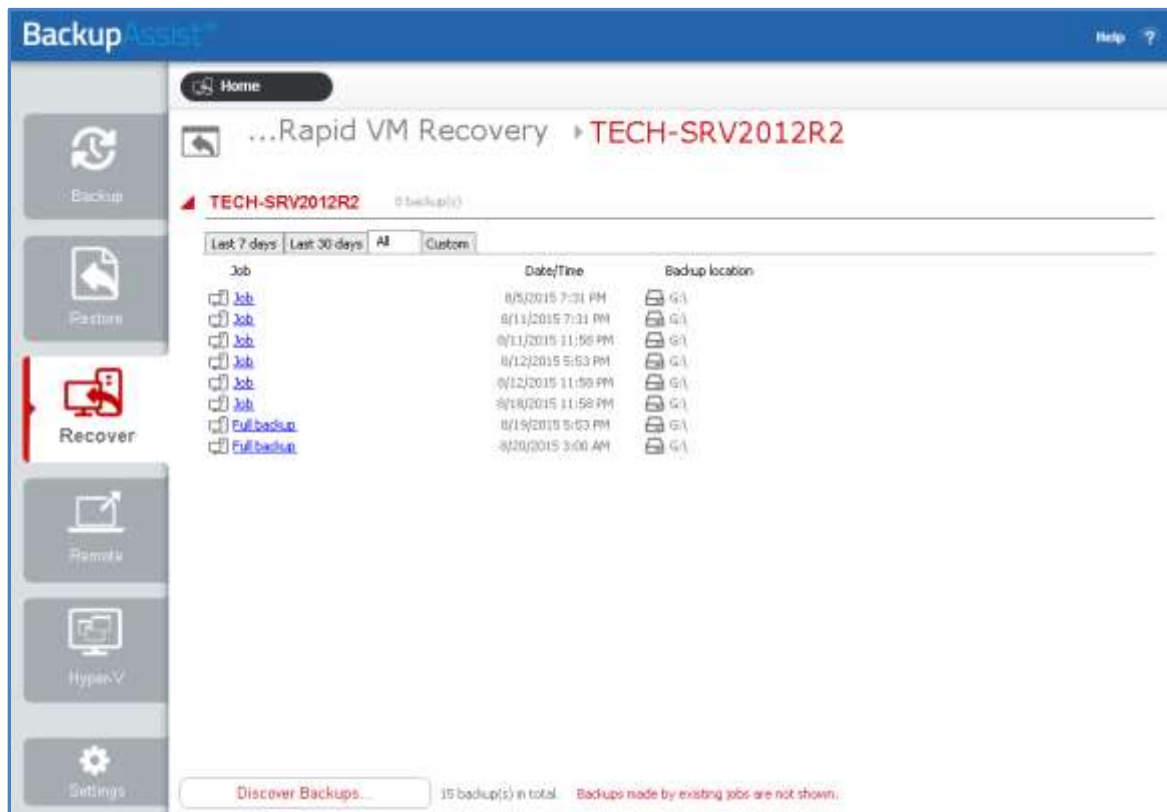 BackupAssist™
Help ?
Home
...Rapid VM Recovery TECH-SRV2012R2
TECH-SRV2012R2 8 backup(s)
Last 7 days Last 30 days All Custom
Job Date/Time Backup location
Job 8/5/2015 7:31 PM G:\
Job 8/11/2015 7:31 PM G:\
Job 8/11/2015 11:58 PM G:\
Job 8/12/2015 5:53 PM G:\
Job 8/12/2015 11:58 PM G:\
Job 8/18/2015 11:58 PM G:\
Full backup 8/19/2015 5:53 PM G:\
Full backup 8/20/2015 3:00 AM G:\
Backup
Restore
Recover
Remote
Hyper-V
Settings
Discover Backups... 15 backup(s) in total. Backups made by existing jobs are not shown.